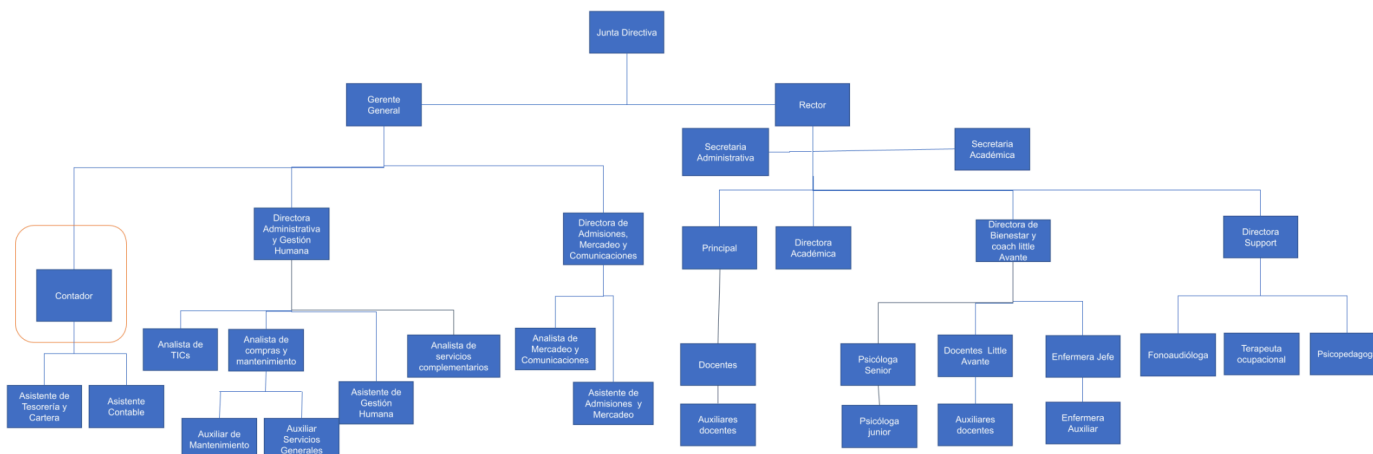 Junta Directiva
Gerente
General
Rector
Secretaria
Administrativa
Secretaria
Académica
Directora
Administrativa
y Gestión
Humana
Directora de
Admisiones,
Mercadeo y
Comunicaciones
Principal
Directora
Académica
Directora de
Bienestar y
coach little
Avante
Directora
Support
Contador
Analista de
TICs
Analista de
compras y
mantenimiento
Analista de
servicios
complementarios
Analista de
Mercadeo y
Comunicaciones
Docentes
Psicóloga
Senior
Docentes Little
Avante
Enfermera Jefe
Fonoaudióloga
Terapeuta
ocupacional
Psicopedagog
Asistente de
Tesorería y
Cartera
Asistente
Contable
Asistente de
Gestión
Humana
Asistente de
Admisiones y
Mercadeo
Auxiliar de
Mantenimiento
Auxiliar
Servicios
Generales
Auxiliares
docentes
Psicóloga
junior
Auxiliares
docentes
Enfermera
Auxiliar